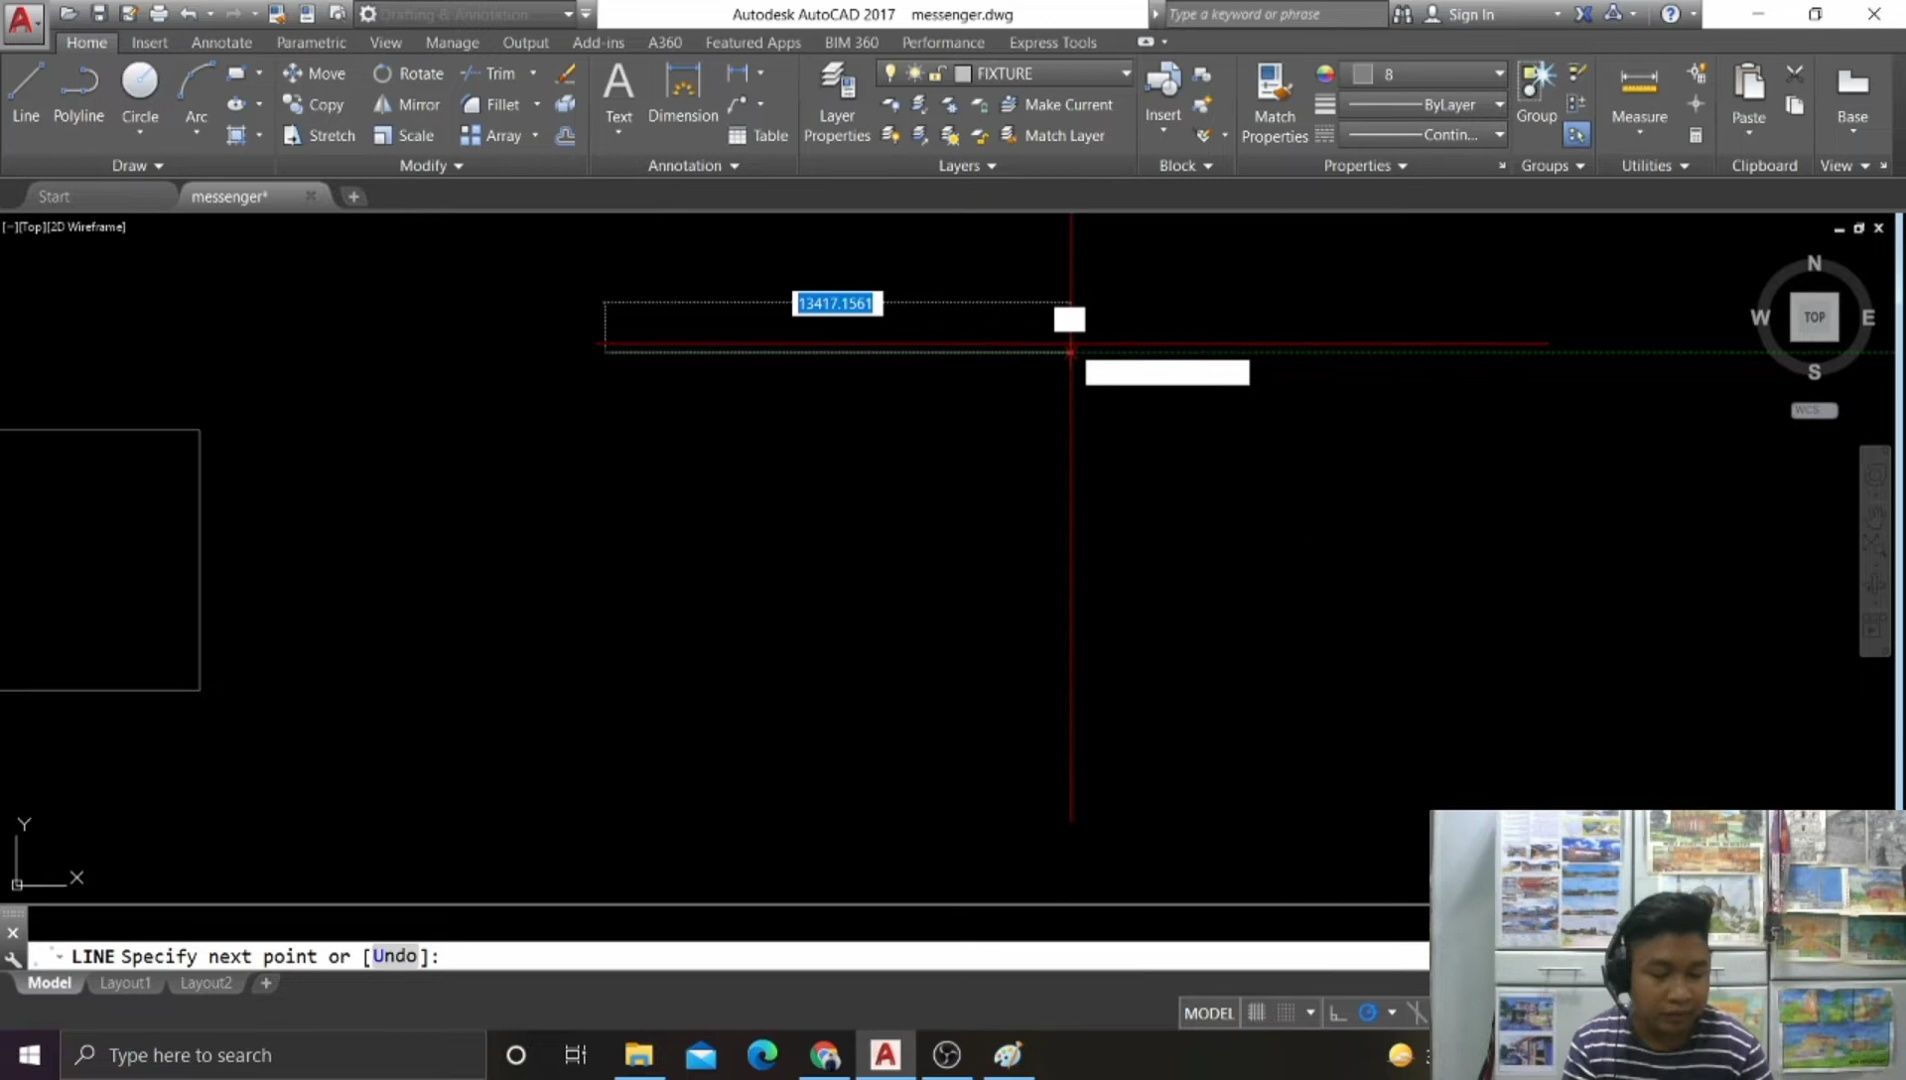 Drafting & Annotation
Autodesk AutoCAD 2017 messenger.dwg
Type a keyword or phrase
Sign In
Home Insert Annotate Parametric View Manage Output Add-ins A360 Featured Apps BIM 360 Performance Express Tools
Line
Polyline
Circle
Arc
Move
Copy
Stretch
Rotate
Mirror
Scale
Trim
Fillet
Array
Text
Dimension
Table
Layer
Properties
FIXTURE
Make Current
Match Layer
Insert
Match
Properties
8
ByLayer
Contin...
Group
Measure
Paste
Base
Draw Modify Annotation Layers Block Properties Groups Utilities Clipboard View
Start messenger*
[−][Top][2D Wireframe]
N
W TOP E
S
WCS
13417.1561
Y
X
LINE Specify next point or [Undo]:
Model Layout1 Layout2
MODEL
Type here to search